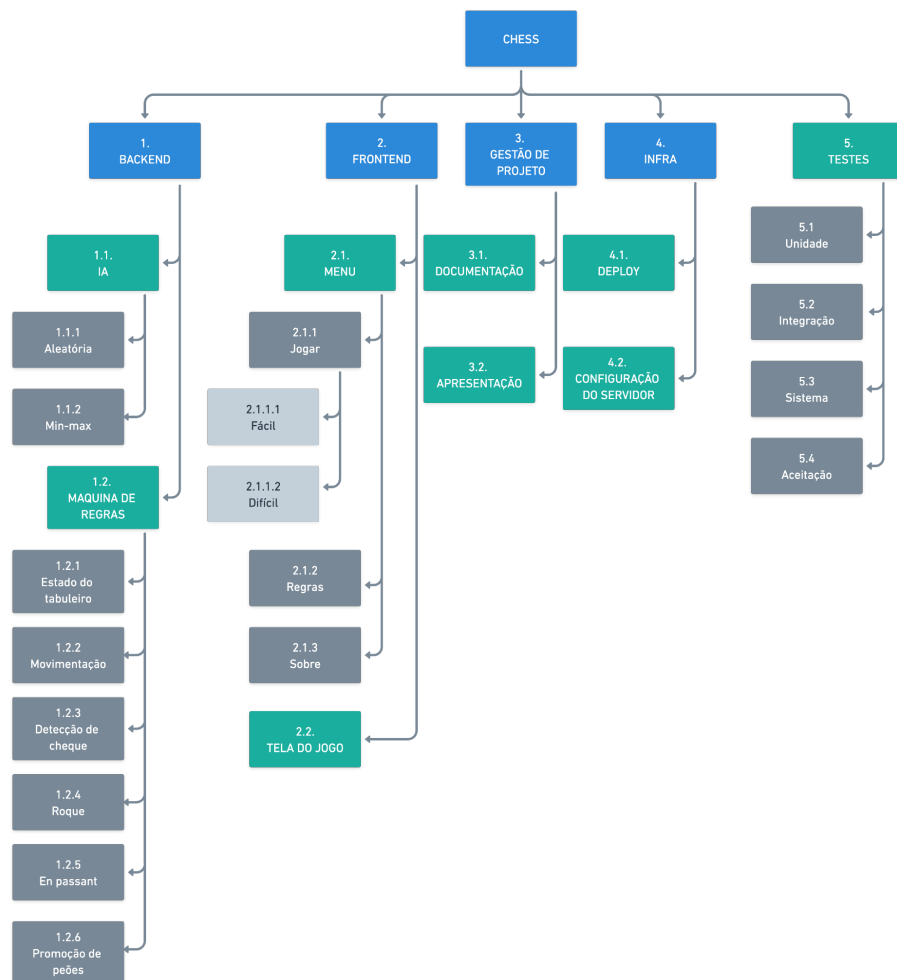 CHESS
1.
BACKEND
2.
FRONTEND
3.
GESTÃO DE
PROJETO
4.
INFRA
5.
TESTES
1.1.
IA
1.1.1
Aleatória
1.1.2
Min-max
1.2.
MAQUINA DE
REGRAS
1.2.1
Estado do
tabuleiro
1.2.2
Movimentação
1.2.3
Detecção de
cheque
1.2.4
Roque
1.2.5
En passant
1.2.6
Promoção de
peões
2.1.
MENU
2.1.1
Jogar
2.1.1.1
Fácil
2.1.1.2
Difícil
2.1.2
Regras
2.1.3
Sobre
2.2.
TELA DO JOGO
3.1.
DOCUMENTAÇÃO
3.2.
APRESENTAÇÃO
4.1.
DEPLOY
4.2.
CONFIGURAÇÃO
DO SERVIDOR
5.1
Unidade
5.2
Integração
5.3
Sistema
5.4
Aceitação